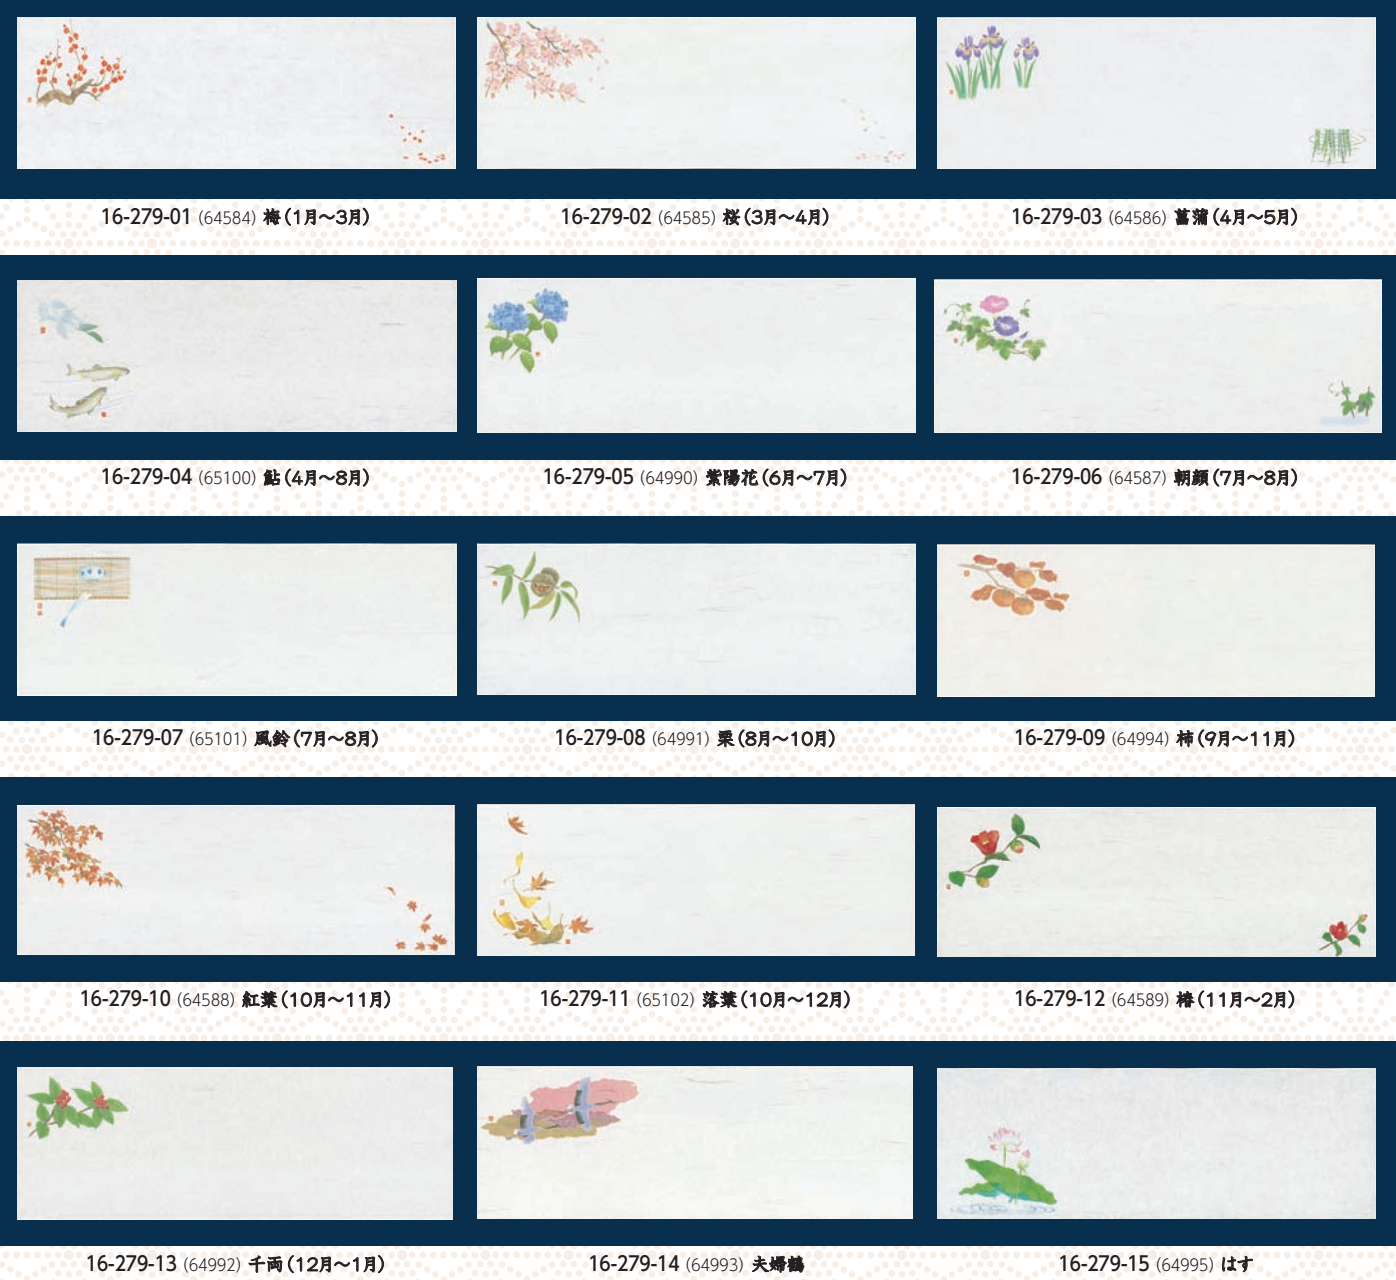 16-279-01 (64584) 梅(1月～3月)
16-279-02 (64585) 桜(3月～4月)
16-279-03 (64586) 菖蒲(4月～5月)
16-279-04 (65100) 鮎(4月～8月)
16-279-05 (64990) 紫陽花(6月～7月)
16-279-06 (64587) 朝顔(7月～8月)
16-279-07 (65101) 風鈴(7月～8月)
16-279-08 (64991) 栗(8月～10月)
16-279-09 (64994) 柿(9月～11月)
16-279-10 (64588) 紅葉(10月～11月)
16-279-11 (65102) 落葉(10月～12月)
16-279-12 (64589) 椿(11月～2月)
16-279-13 (64992) 千両(12月～1月)
16-279-14 (64993) 夫婦鶴
16-279-15 (64995) はす